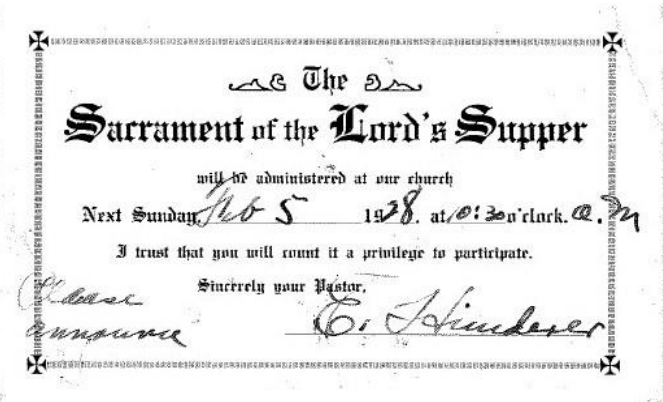 The
Sacrament of the Lord's Supper
will be administered at our church
Next Sunday Feb 5 1928. at 10:30 o'clock. A. M
I trust that you will count it a privilege to participate.
Sincerely your Pastor,
Please
announce